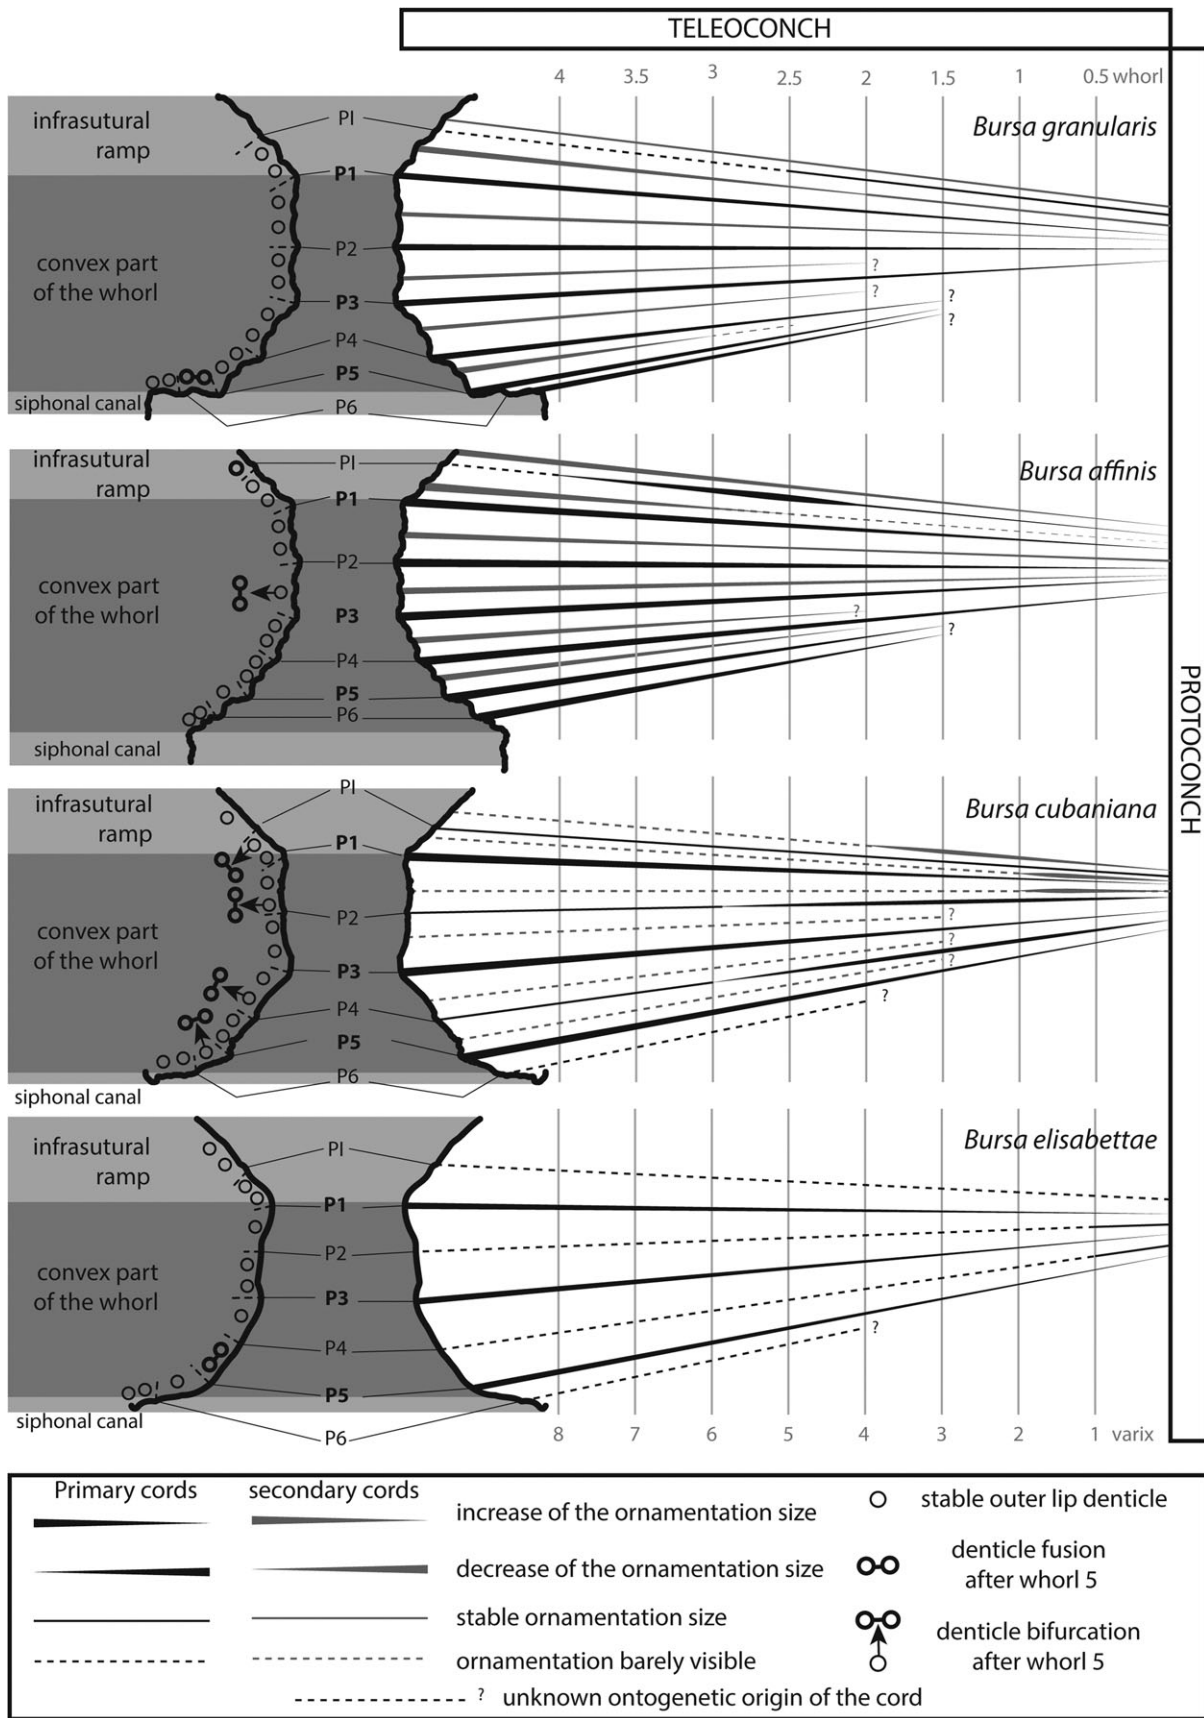 TELEOCONCH
4 3.5 3 2.5 2 1.5 1 0.5 whorl
Bursa granularis
infrasutural
ramp
PI
P1
convex part
of the whorl
P2
?
?
P3
?
?
P4
P5
siphonal canal
P6
Bursa affinis
infrasutural
ramp
PI
P1
convex part
of the whorl
P2
P3
?
?
P4
P5
P6
siphonal canal
PROTOCONCH
Bursa cubaniana
infrasutural
ramp
PI
P1
convex part
of the whorl
P2
?
?
P3
?
?
P4
P5
P6
siphonal canal
Bursa elisabettae
infrasutural
ramp
PI
P1
convex part
of the whorl
P2
P3
?
P4
P5
siphonal canal
P6
8 7 6 5 4 3 2 1 varix
Primary cords
secondary cords
increase of the ornamentation size
decrease of the ornamentation size
stable ornamentation size
ornamentation barely visible
? unknown ontogenetic origin of the cord
stable outer lip denticle
denticle fusion
after whorl 5
denticle bifurcation
after whorl 5